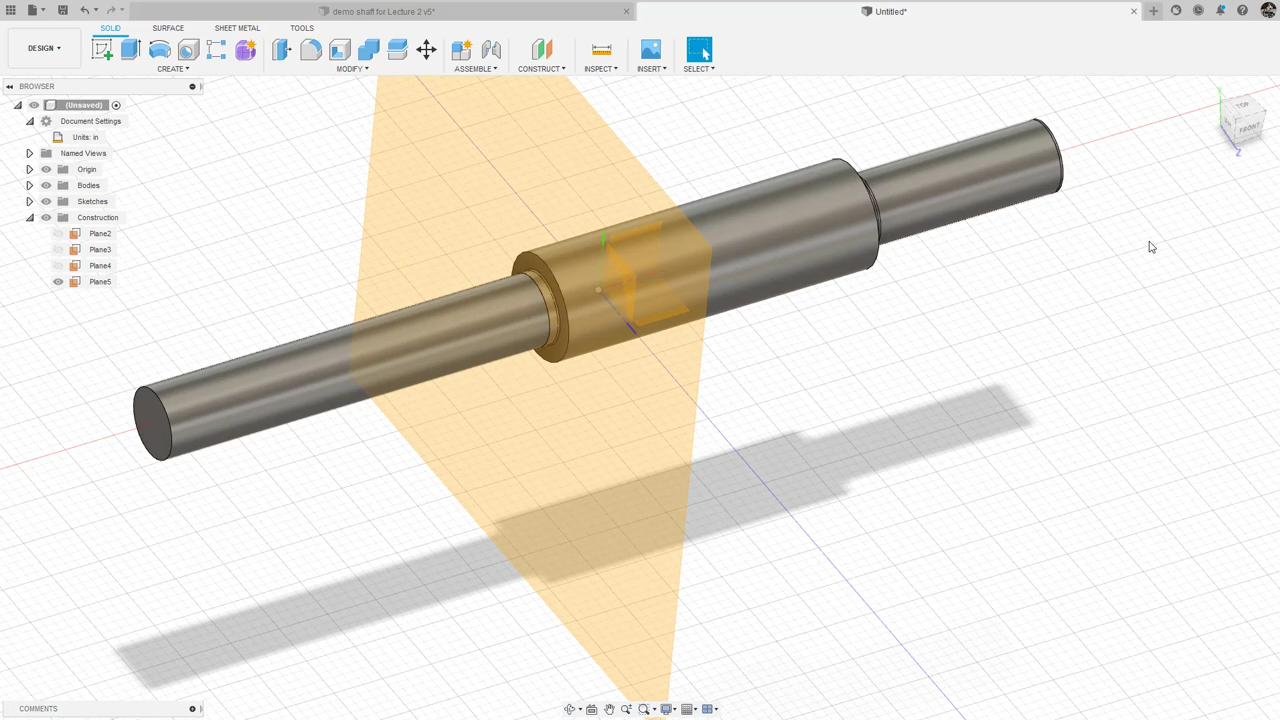 demo shaff for Lecture 2 v5*
Untitled*
SOLID SURFACE SHEET METAL TOOLS
DESIGN ▾
CREATE ▾ MODIFY ▾ ASSEMBLE ▾ CONSTRUCT ▾ INSPECT ▾ INSERT ▾ SELECT ▾
BROWSER
(Unsaved)
Document Settings
Units: in
Named Views
Origin
Bodies
Sketches
Construction
Plane2
Plane3
Plane4
Plane5
TOP
FRONT
Y
Z
COMMENTS